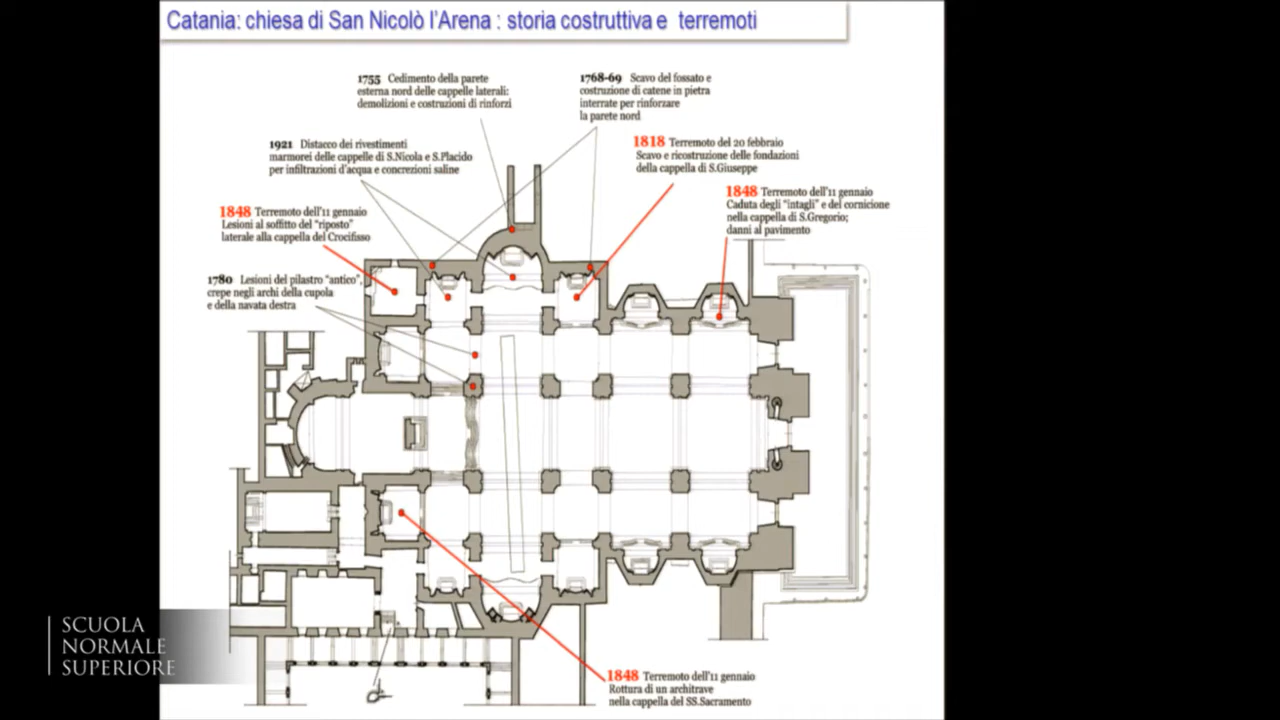 Catania: chiesa di San Nicolò l'Arena : storia costruttiva e terremoti
1755 Cedimento della parete
esterna nord delle cappelle laterali:
demolizioni e costruzioni di rinforzi
1768-69 Scavo del fossato e
costruzione di catene in pietra
interrate per rinforzare
la parete nord
1921 Distacco dei rivestimenti
marmorei delle cappelle di S.Nicola e S.Placido
per infiltrazioni d'acqua e concrezioni saline
1818 Terremoto del 20 febbraio
Scavo e ricostruzione delle fondazioni
della cappella di S.Giuseppe
1848 Terremoto dell'11 gennaio
Caduta degli "intagli" e del cornicione
nella cappella di S.Gregorio;
danni al pavimento
1848 Terremoto dell'11 gennaio
Lesioni al soffitto del "riposto"
laterale alla cappella del Crocifisso
1780 Lesioni del pilastro "antico",
crepe negli archi della cupola
e della navata destra
1848 Terremoto dell'11 gennaio
Rottura di un architrave
nella cappella del SS.Sacramento
SCUOLA
NORMALE
SUPERIORE